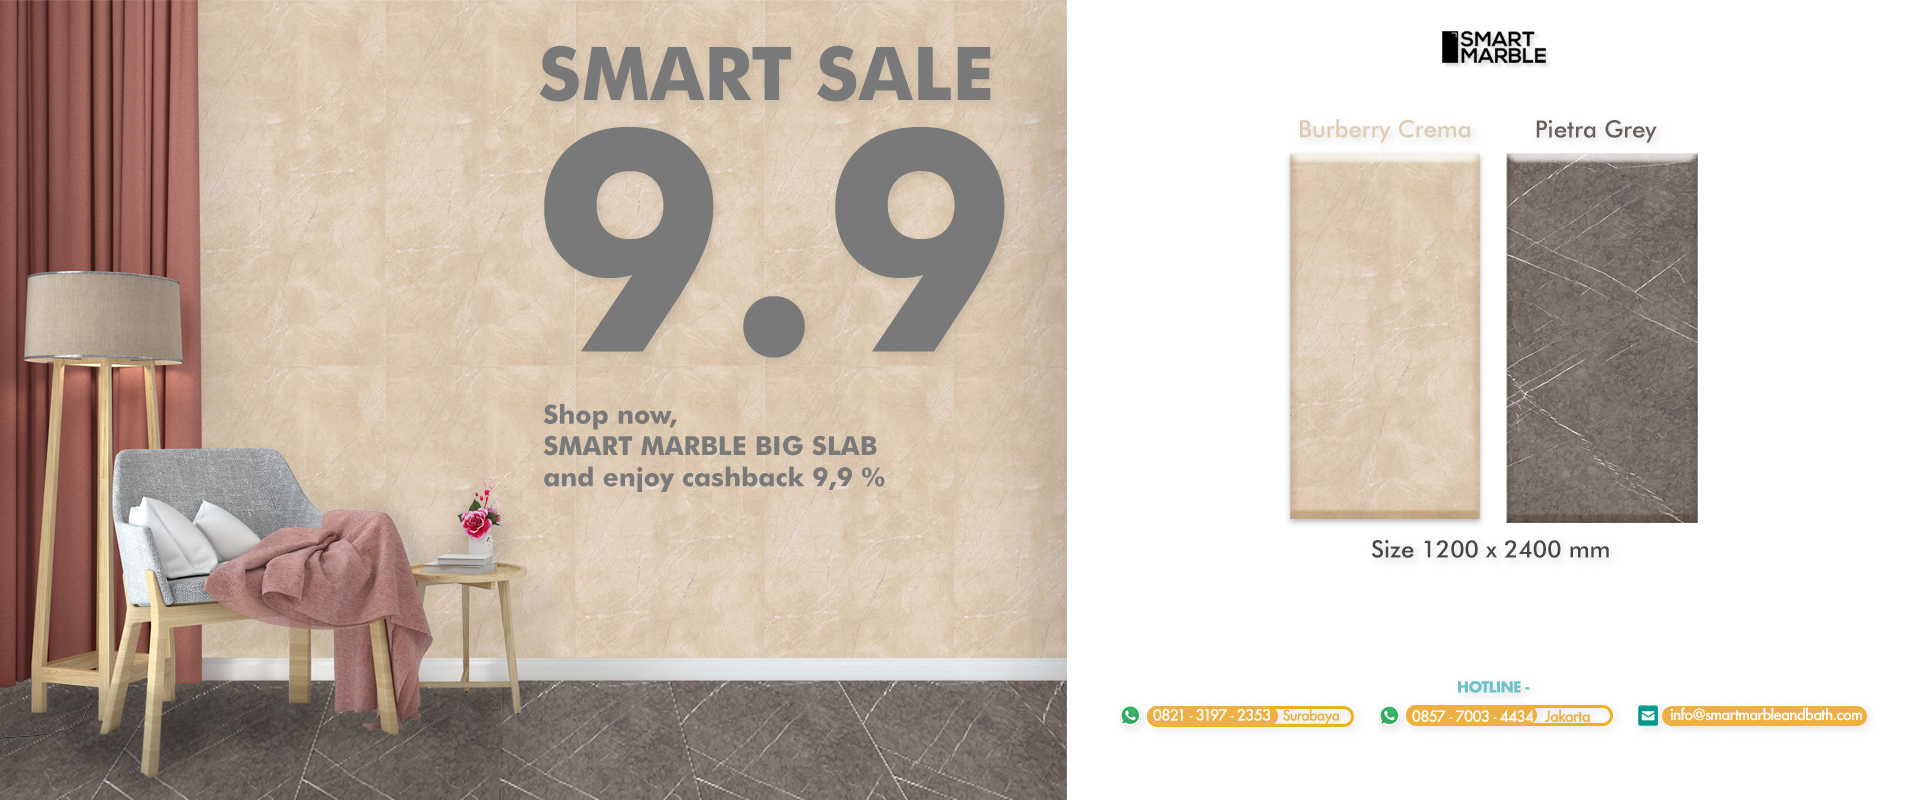 SMART SALE
9.9
Shop now,
SMART MARBLE BIG SLAB
and enjoy cashback 9,9 %
SMART
MARBLE
Burberry Crema
Pietra Grey
Size 1200 x 2400 mm
HOTLINE -
0821 - 3197 - 2353 Surabaya
0857 - 7003 - 4434 Jakarta
info@smartmarbleandbath.com